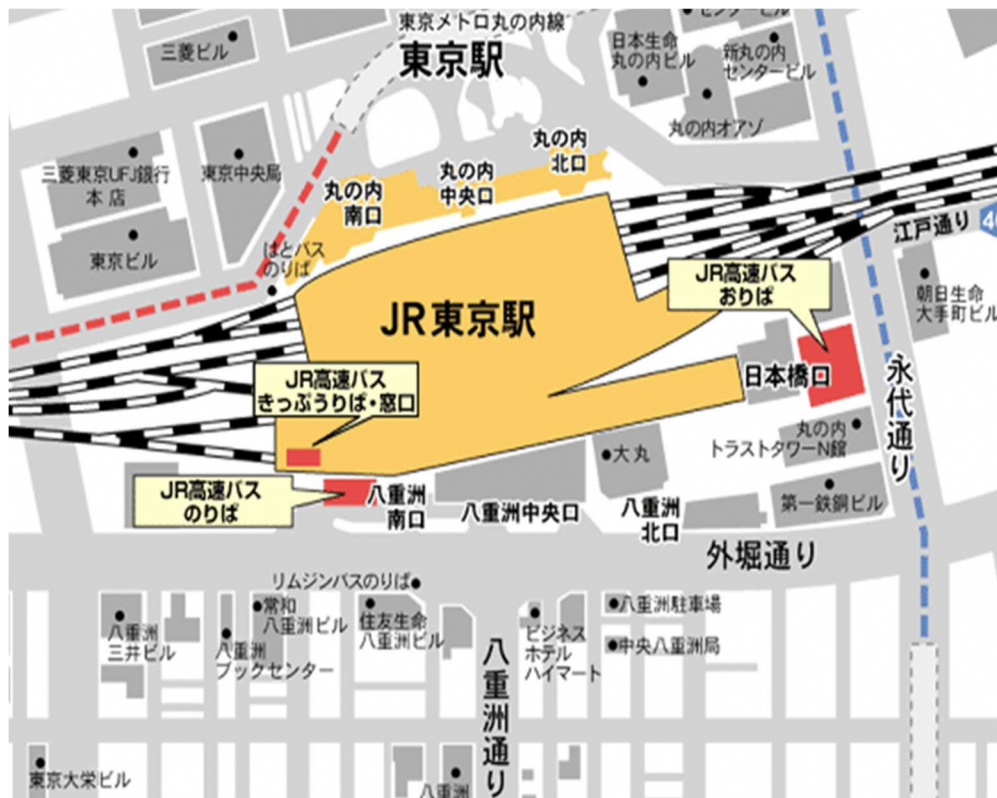 東京メトロ丸の内線
東京駅
三菱ビル
日本生命
丸の内ビル
新丸の内
センタービル
丸の内オアゾ
三菱東京UFJ銀行
本店
東京中央局
東京ビル
丸の内
南口
丸の内
中央口
丸の内
北口
はとバス
のりば
江戸通り
朝日生命
大手町ビル
JR高速バス
おりば
JR東京駅
JR高速バス
きっぷうりば・窓口
日本橋口
永代通り
丸の内
トラストタワーN館
大丸
第一鉄鋼ビル
JR高速バス
のりば
八重洲
南口
八重洲中央口
八重洲
北口
外堀通り
リムジンバスのりば
八重洲
三井ビル
常和
八重洲ビル
八重洲
ブックセンター
住友生命
八重洲ビル
ビジネス
ホテル
ハイマート
八重洲駐車場
中央八重洲局
八重洲通り
東京大栄ビル
八重洲